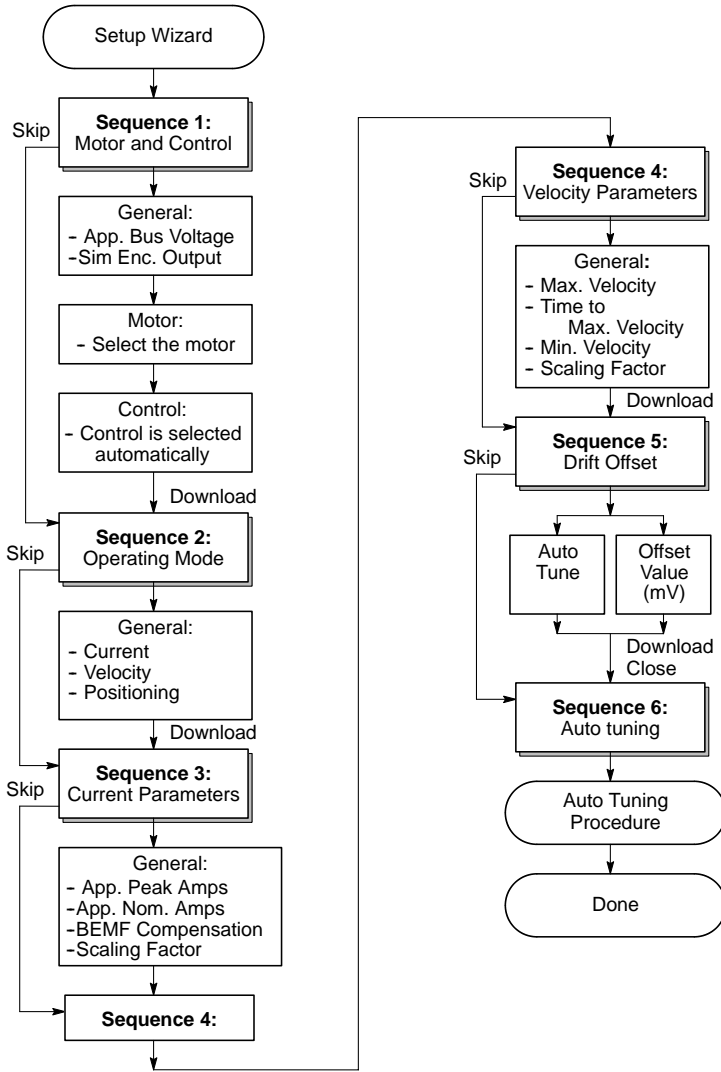 Setup Wizard
Skip
Sequence 1:
Motor and Control
General:
- App. Bus Voltage
-Sim Enc. Output
Motor:
- Select the motor
Control:
- Control is selected
automatically
Download
Sequence 2:
Skip
Operating Mode
General:
- Current
- Velocity
- Positioning
Download
Sequence 3:
Skip
Current Parameters
General:
- App. Peak Amps
-App. Nom. Amps
-BEMF Compensation
-Scaling Factor
Sequence 4:
Sequence 4:
Skip
Velocity Parameters
General:
- Max. Velocity
- Time to
Max. Velocity
- Min. Velocity
- Scaling Factor
Download
Sequence 5:
Skip
Drift Offset
Auto
Tune
Offset
Value
(mV)
Download
Close
Sequence 6:
Auto tuning
Auto Tuning
Procedure
Done